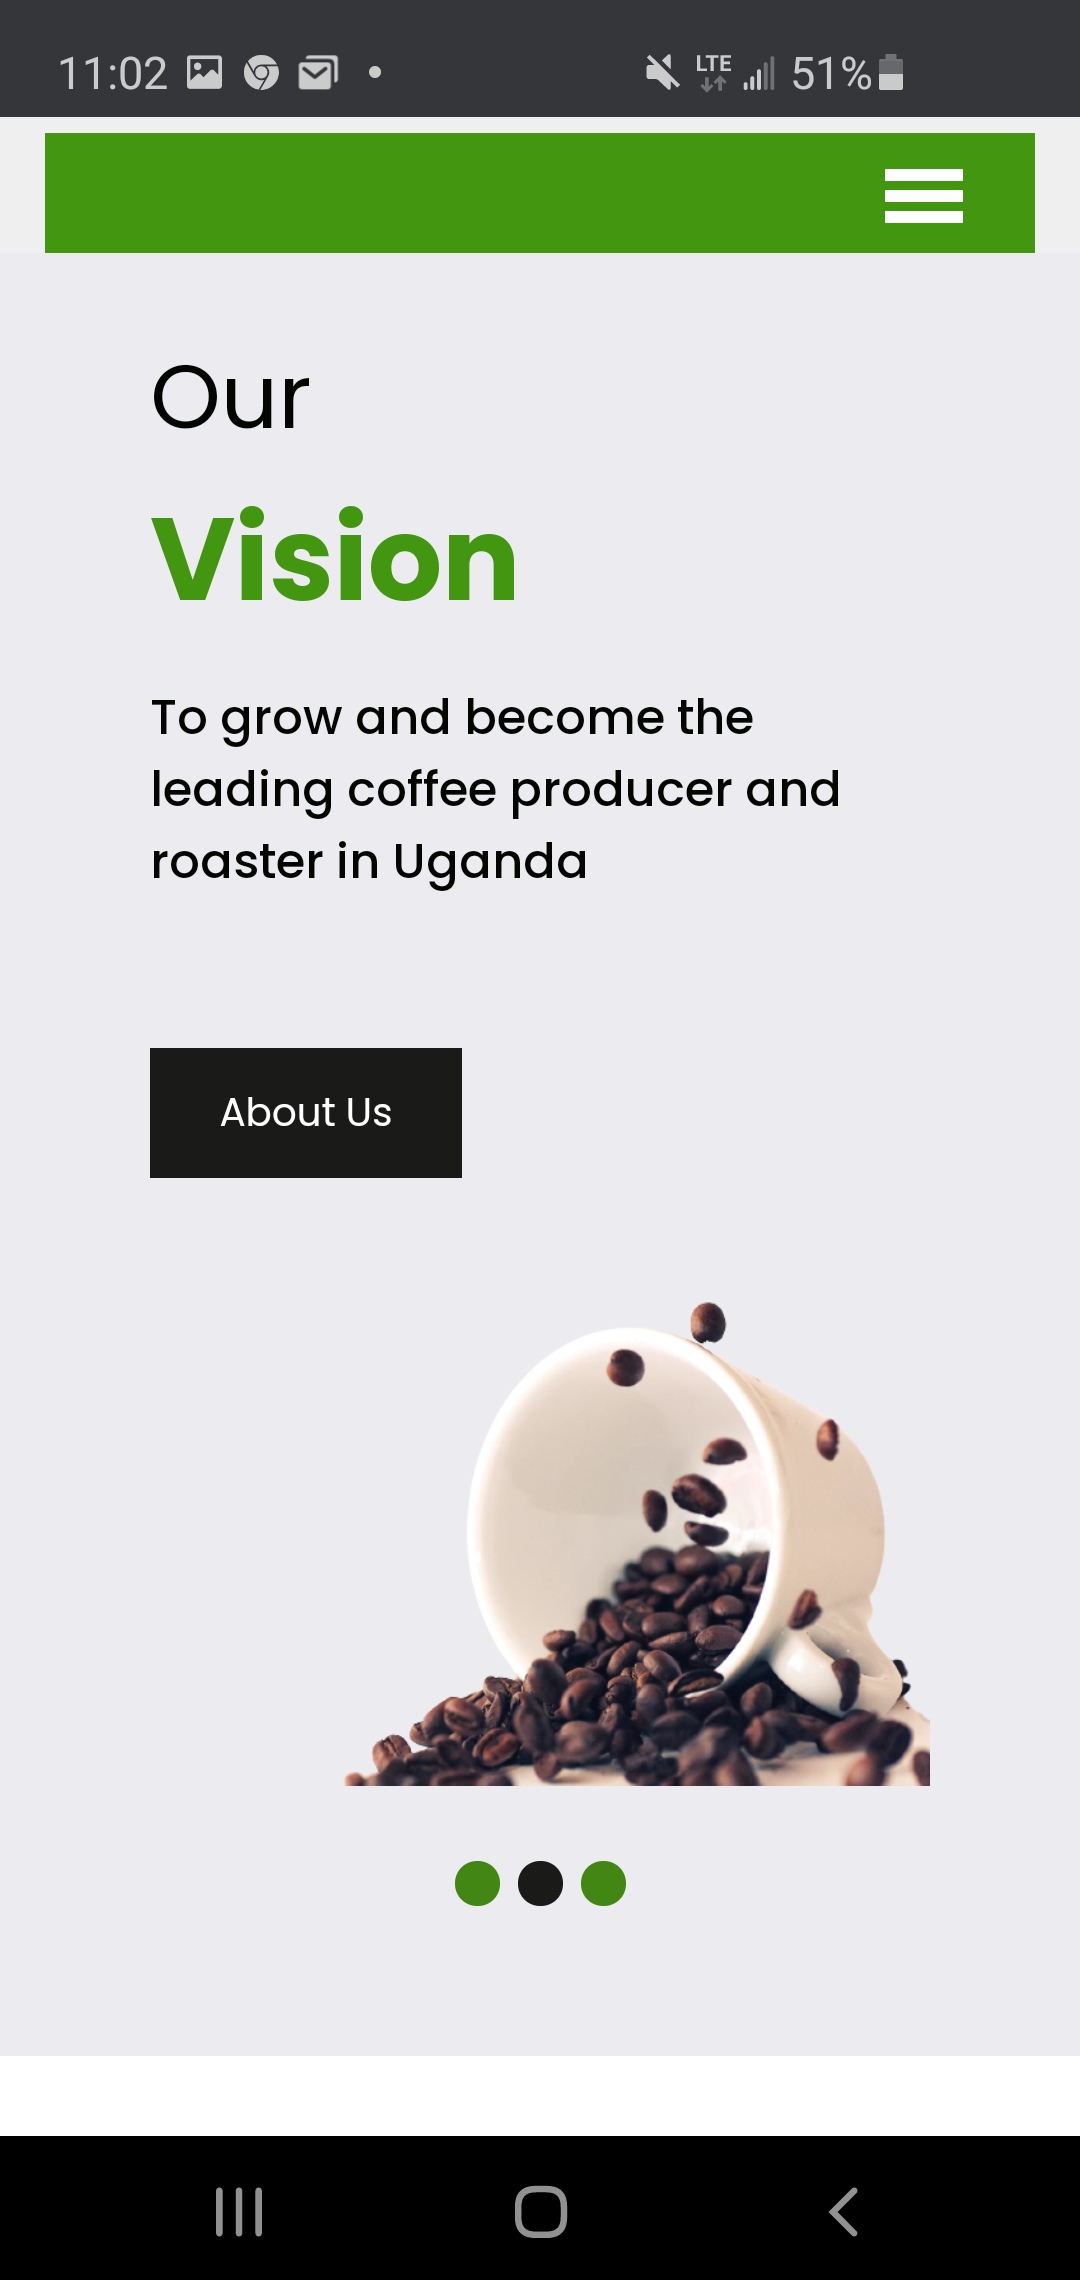 11:02 LTE 51%
Our
Vision
To grow and become the
leading coffee producer and
roaster in Uganda
About Us